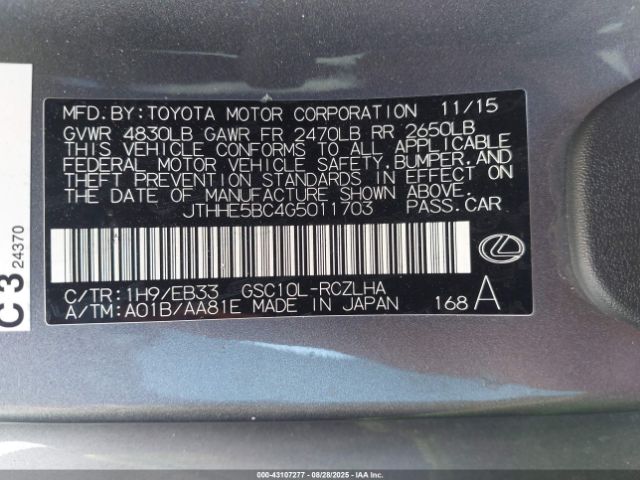 MFD.BY:TOYOTA MOTOR CORPORATION 11/15
GVWR 4830LB GAWR FR 2470LB RR 2650LB
THIS VEHICLE CONFORMS TO ALL APPLICABLE
FEDERAL MOTOR VEHICLE SAFETY,BUMPER,AND
THEFT PREVENTION STANDARDS IN EFFECT ON
THE DATE OF MANUFACTURE SHOWN ABOVE.
JTHHE5BC4G5011703 PASS.CAR
C/TR:1H9/EB33 GSC10L-RCZLHA
A/TM:A01B/AA81E MADE IN JAPAN 168 A
C 3 24370
000-43107277 - 08/28/2025 - IAAI.COM